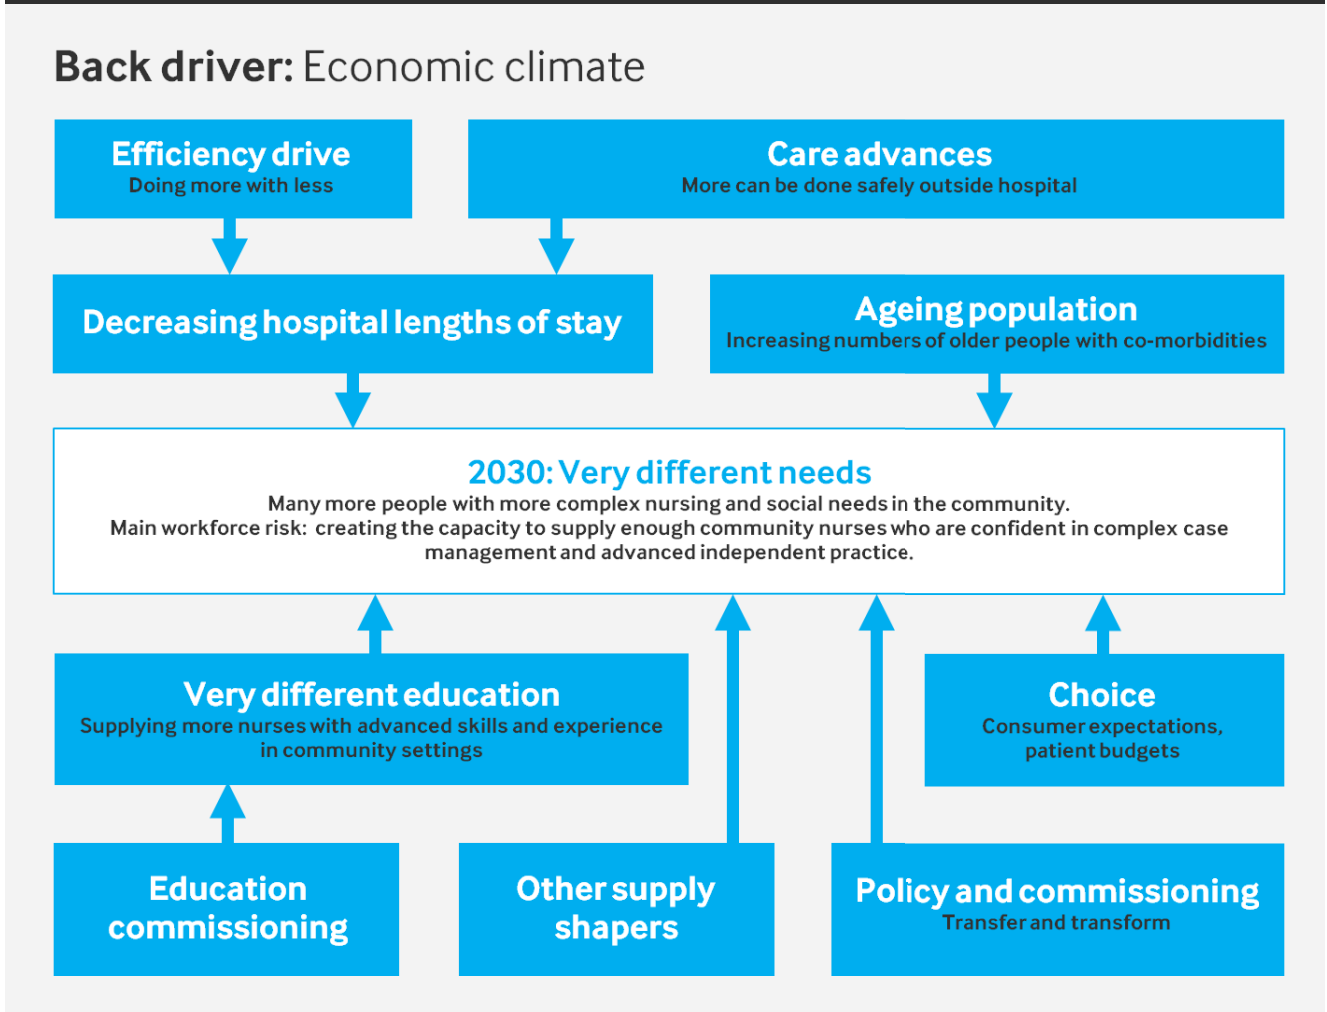 Back driver: Economic climate
Efficiency drive
Doing more with less
Care advances
More can be done safely outside hospital
Decreasing hospital lengths of stay
Ageing population
Increasing numbers of older people with co-morbidities
2030: Very different needs
Many more people with more complex nursing and social needs in the community.
Main workforce risk: creating the capacity to supply enough community nurses who are confident in complex case
management and advanced independent practice.
Very different education
Supplying more nurses with advanced skills and experience
in community settings
Choice
Consumer expectations,
patient budgets
Education
commissioning
Other supply
shapers
Policy and commissioning
Transfer and transform